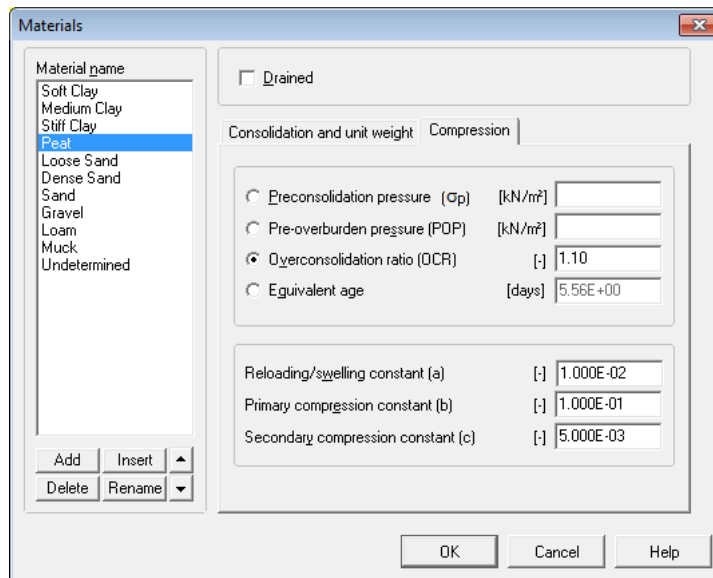 Materials
Material name
Soft Clay
Medium Clay
Stiff Clay
Peat
Loose Sand
Dense Sand
Sand
Gravel
Loam
Muck
Undetermined
Add Insert
Delete Rename
Drained
Consolidation and unit weight Compression
Preconsolidation pressure (σp) [kN/m²]
Pre-overburden pressure (POP) [kN/m²]
Overconsolidation ratio (OCR) [-] 1.10
Equivalent age [days] 5.56E+00
Reloading/swelling constant (a) [-] 1.000E-02
Primary compression constant (b) [-] 1.000E-01
Secondary compression constant (c) [-] 5.000E-03
OK Cancel Help